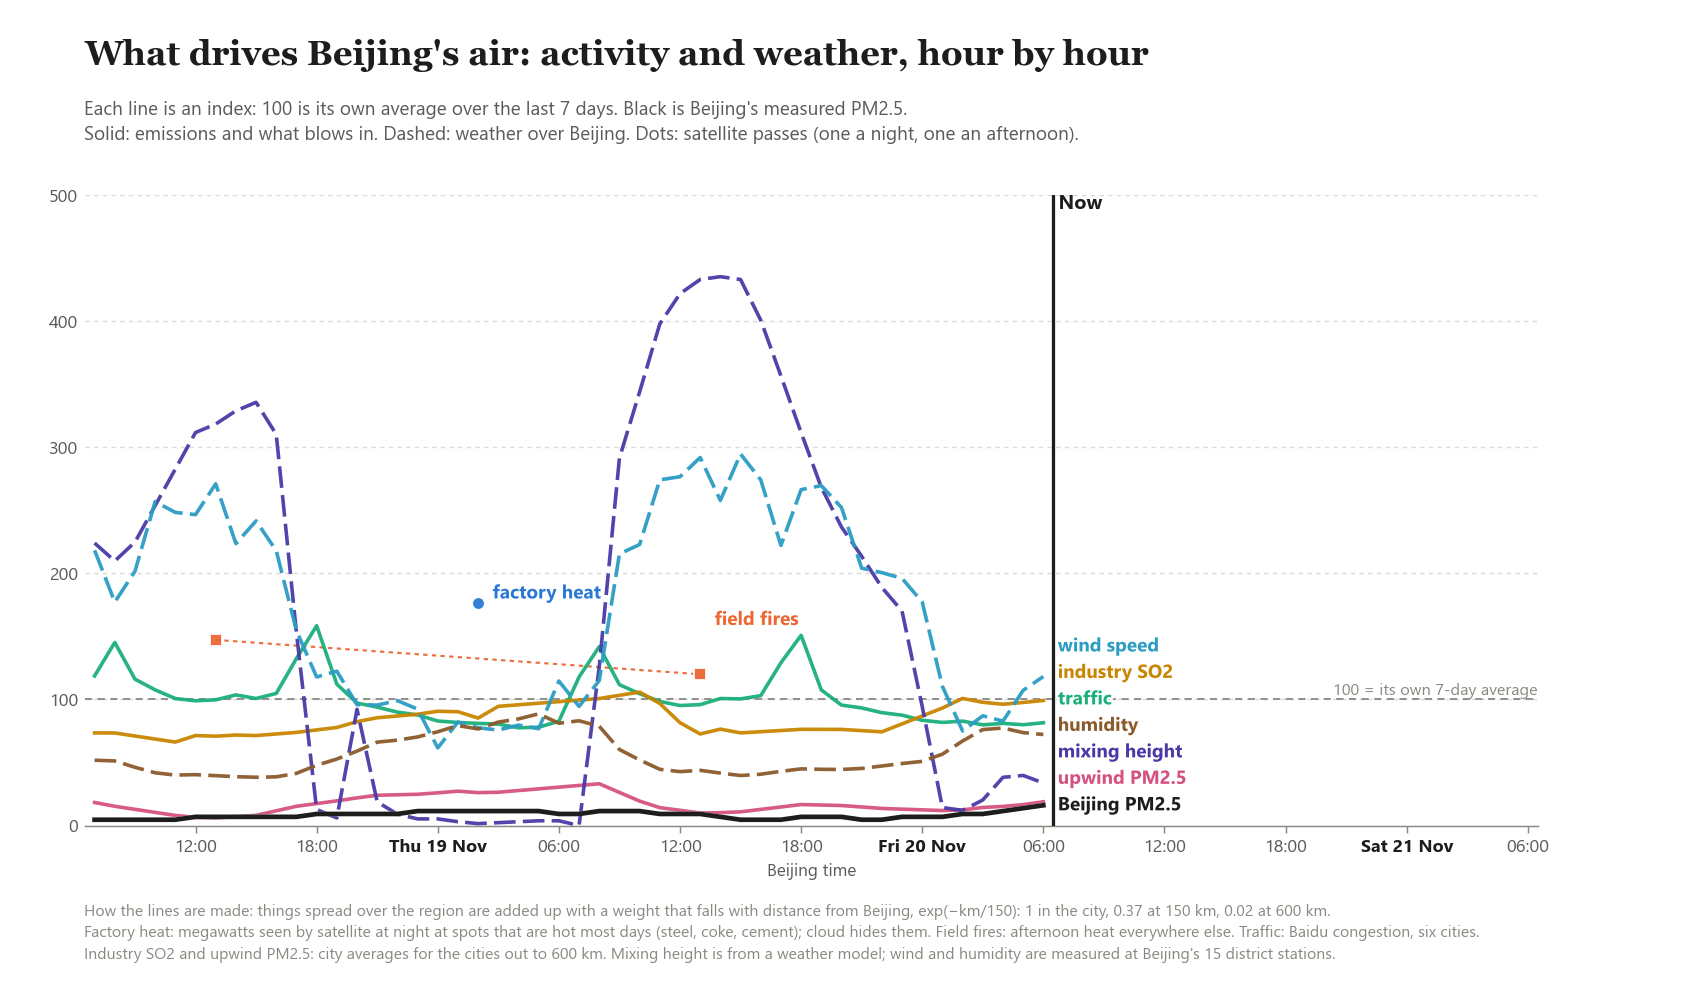 What drives Beijing's air: activity and weather, hour by hour
Each line is an index: 100 is its own average over the last 7 days. Black is Beijing's measured PM2.5.
Solid: emissions and what blows in. Dashed: weather over Beijing. Dots: satellite passes (one a night, one an afternoon).
500
Now
400
300
200
factory heat
field fires
wind speed
industry SO2
100 = its own 7-day average
100
traffic
humidity
mixing height
upwind PM2.5
Beijing PM2.5
0
12:00 18:00 Thu 19 Nov 06:00 12:00 18:00 Fri 20 Nov 06:00 12:00 18:00 Sat 21 Nov 06:00
Beijing time
How the lines are made: things spread over the region are added up with a weight that falls with distance from Beijing, exp(−km/150): 1 in the city, 0.37 at 150 km, 0.02 at 600 km.
Factory heat: megawatts seen by satellite at night at spots that are hot most days (steel, coke, cement); cloud hides them. Field fires: afternoon heat everywhere else. Traffic: Baidu congestion, six cities.
Industry SO2 and upwind PM2.5: city averages for the cities out to 600 km. Mixing height is from a weather model; wind and humidity are measured at Beijing's 15 district stations.